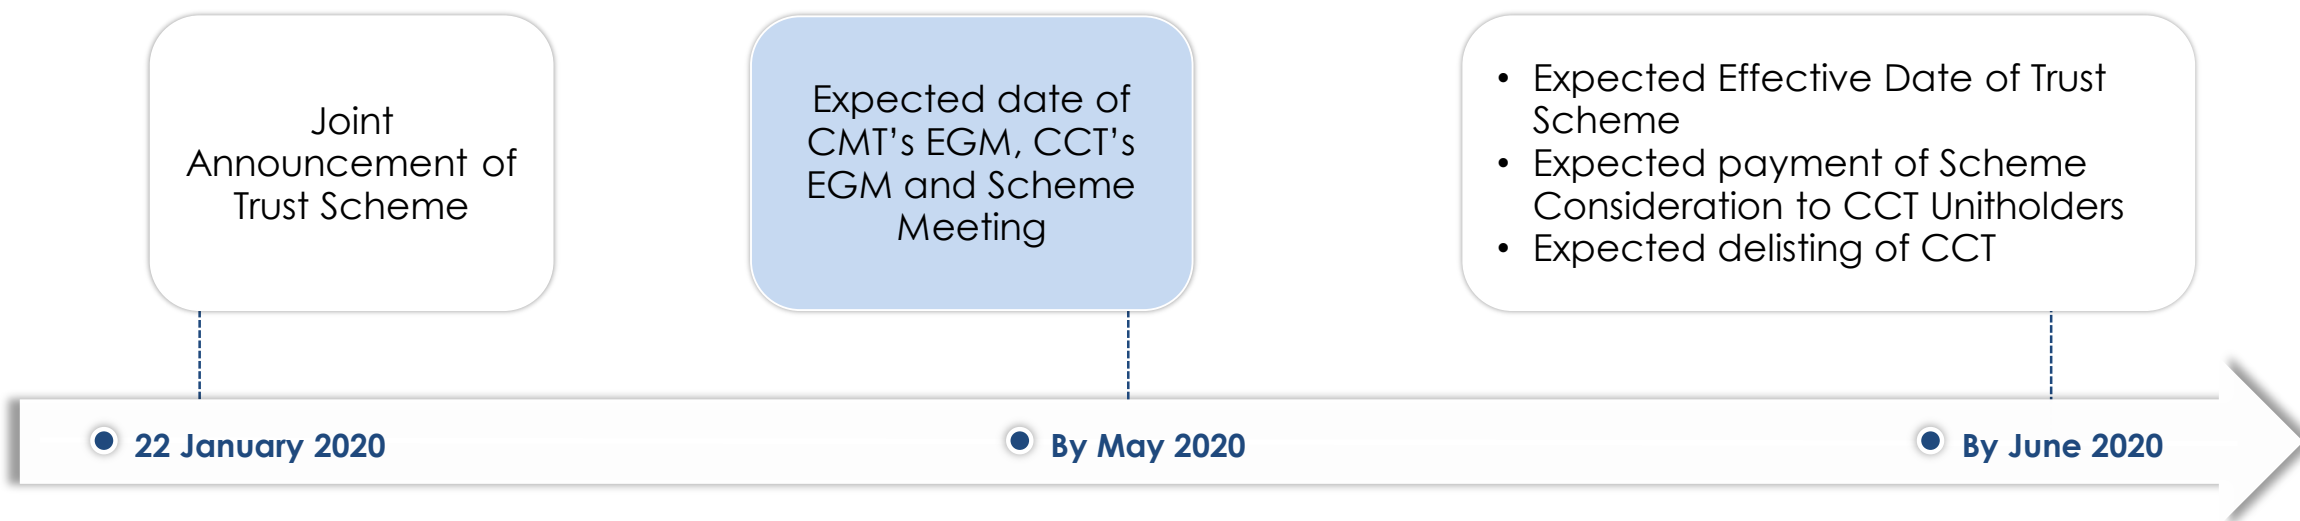 Joint
Announcement of
Trust Scheme
Expected date of
CMT’s EGM, CCT’s
EGM and Scheme
Meeting
• Expected Effective Date of Trust
Scheme
• Expected payment of Scheme
Consideration to CCT Unitholders
• Expected delisting of CCT
22 January 2020
By May 2020
By June 2020